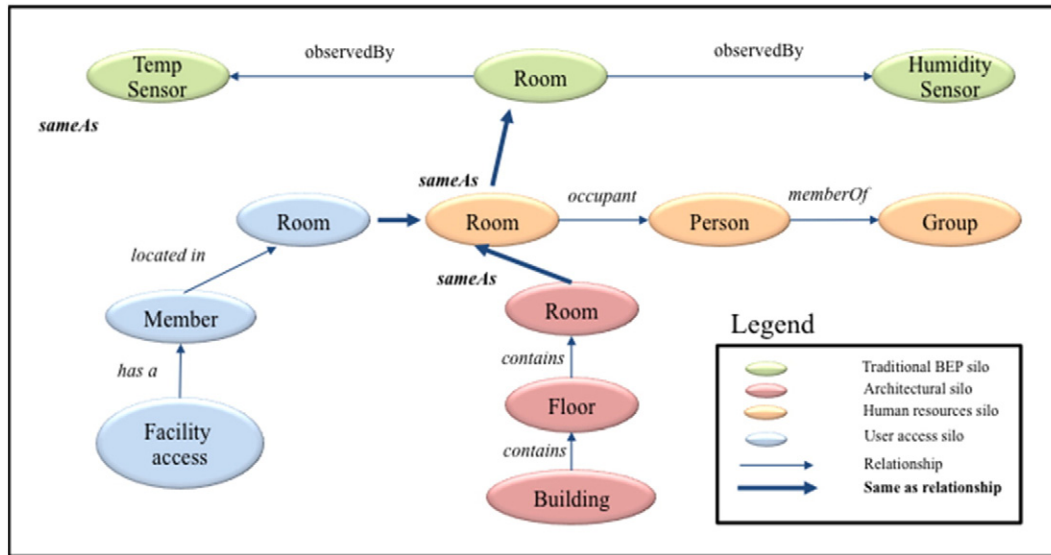 observedBy
observedBy
Temp
Sensor
Room
Humidity
Sensor
sameAs
sameAs
occupant
memberOf
Room
Room
Person
Group
located in
sameAs
Member
Room
Legend
has a
contains
Traditional BEP silo
Architectural silo
Floor
Human resources silo
Facility
access
User access silo
contains
Relationship
Same as relationship
Building